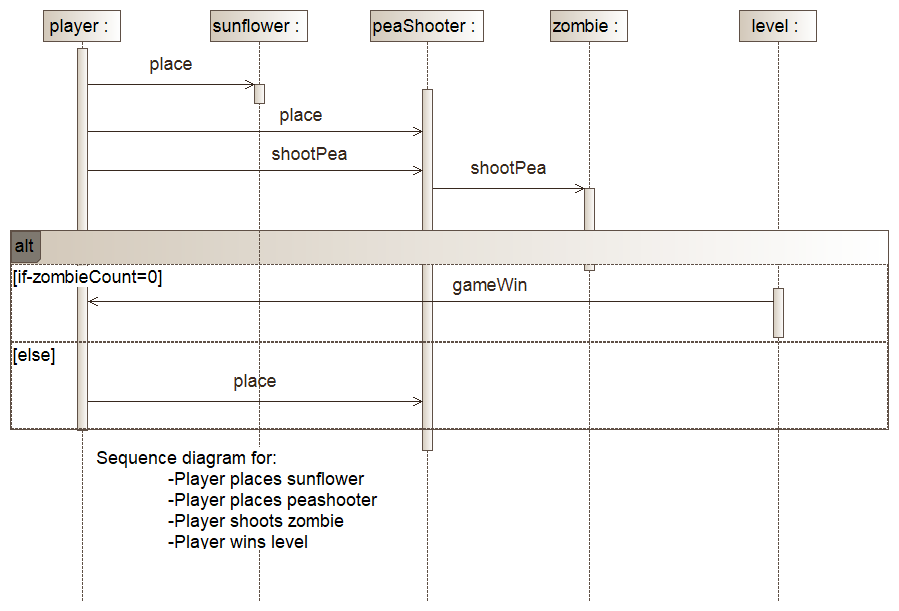 player :
sunflower :
peaShooter :
zombie :
level :
place
place
shootPea
shootPea
alt
[if-zombieCount=0]
gameWin
[else]
place
Sequence diagram for:
-Player places sunflower
-Player places peashooter
-Player shoots zombie
-Player wins level